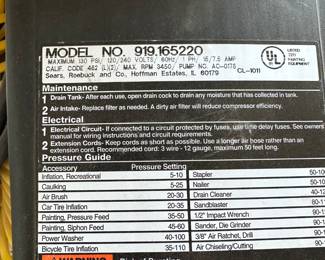 MODEL NO. 919.165220
MAXIMUM 130 PSI/ 120/240 VOLTS/ 60Hz / 1 PH/ 15/7.5 AMP
CALIF. CODE 462 (L)(2)/ MAX. RPM 3450/ PUMP NO. AC-0175
Sears, Roebuck and Co., Hoffman Estates, IL 60179
CL-1011
UL
LISTED
PAINTING
EQUIPMENT
Maintenance
1 Drain Tank- After each use, open drain cock to drain any moisture that has collected in tank.
2 Air Intake- Replace filter as needed. A dirty air filter will reduce compressor efficiency.
Electrical
1 Electrical Circuit- If connected to a circuit protected by fuses, use time delay fuses. See owners
manual for wiring instructions and extension cords.
2 Extension Cords- Keep cords as short as possible. Use a larger air hose rather than an
extension cord. Recommended cord: 3 wire - 12 gauge, maximum 50 feet long.
Pressure Guide
Accessory Pressure Setting
Inflation, Recreational 5-10
Caulking 5-25
Air Brush 20-30
Car Tire Inflation 20-35
Painting, Pressure Feed 35-50
Painting, Siphon Feed 45-60
Power Washer 40-100
Bicycle Tire Inflation 35-110
Stapler
Nailer
Drain Cleaner
Sandblaster
1/2" Impact Wrench
Sander, Die Grinder
3/8" Air Ratchet, Drill
Air Chiseling/Cutting
WARNING